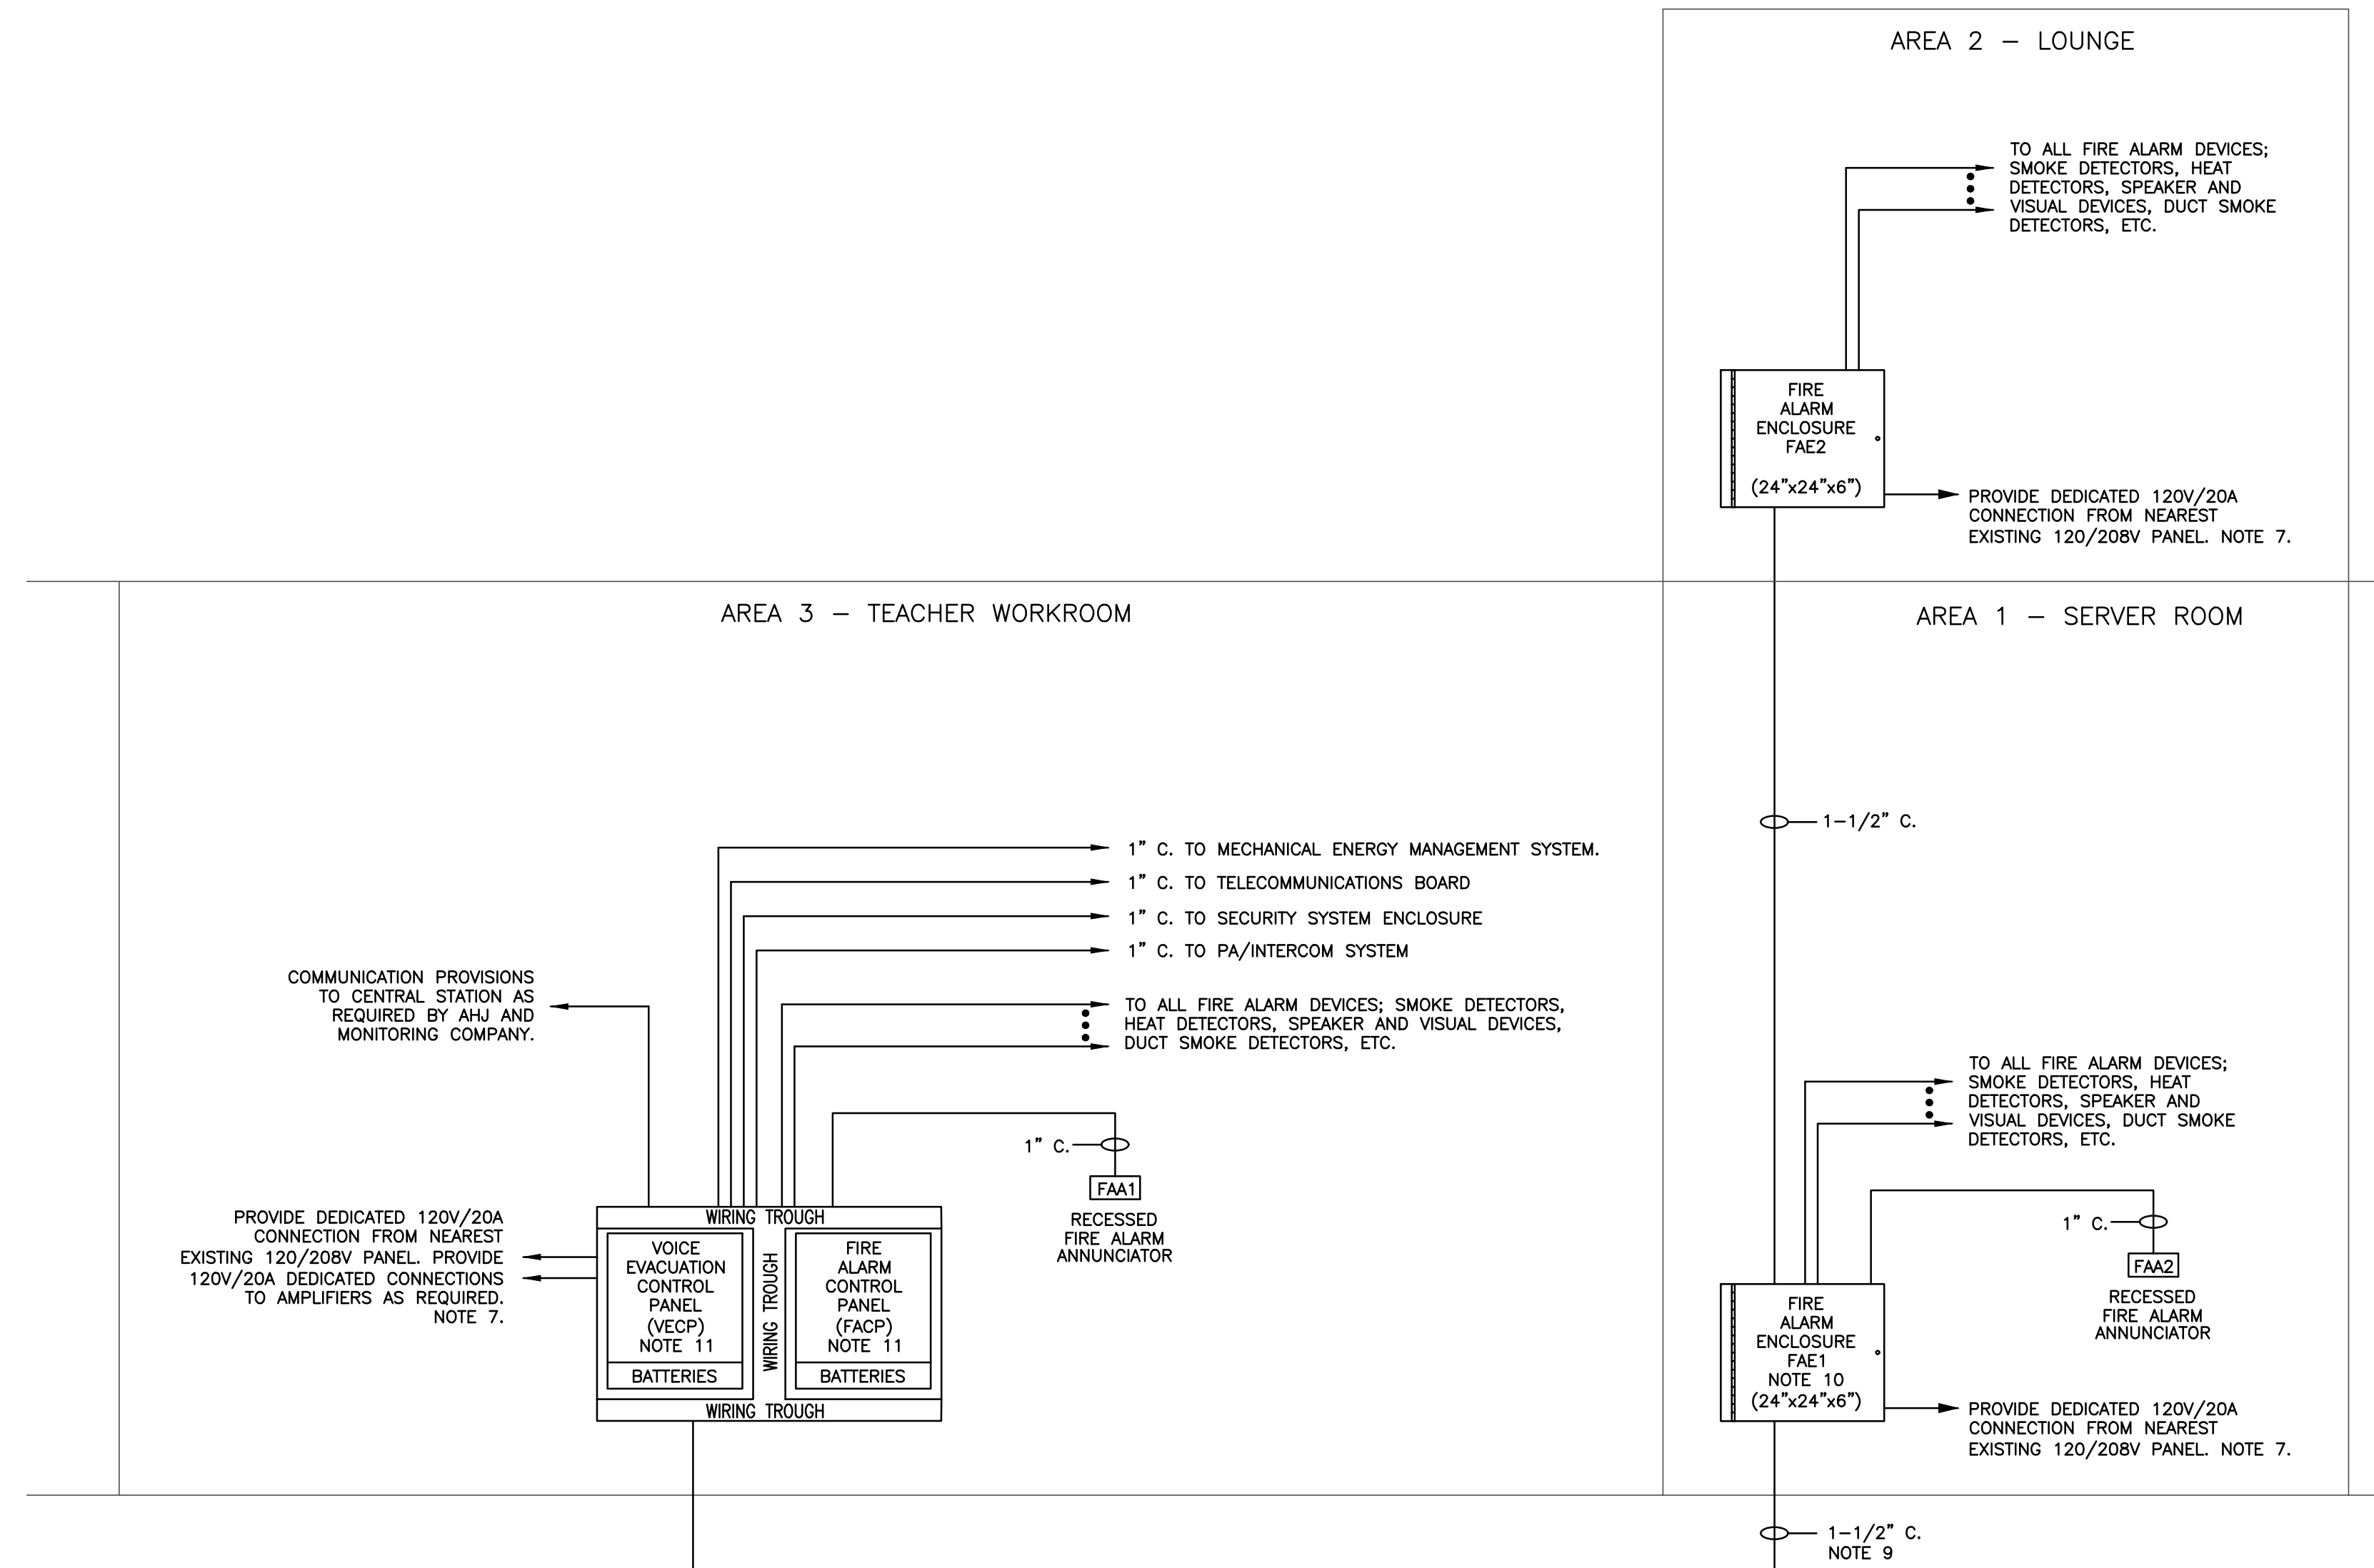 AREA 2 – LOUNGE
TO ALL FIRE ALARM DEVICES;
SMOKE DETECTORS, HEAT
DETECTORS, SPEAKER AND
VISUAL DEVICES, DUCT SMOKE
DETECTORS, ETC.
FIRE
ALARM
ENCLOSURE
FAE2
(24"x24"x6")
PROVIDE DEDICATED 120V/20A
CONNECTION FROM NEAREST
EXISTING 120/208V PANEL. NOTE 7.
AREA 3 – TEACHER WORKROOM
1" C. TO MECHANICAL ENERGY MANAGEMENT SYSTEM.
1" C. TO TELECOMMUNICATIONS BOARD
1" C. TO SECURITY SYSTEM ENCLOSURE
1" C. TO PA/INTERCOM SYSTEM
COMMUNICATION PROVISIONS
TO CENTRAL STATION AS
REQUIRED BY AHJ AND
MONITORING COMPANY.
TO ALL FIRE ALARM DEVICES; SMOKE DETECTORS,
HEAT DETECTORS, SPEAKER AND VISUAL DEVICES,
DUCT SMOKE DETECTORS, ETC.
1" C.
FAA1
RECESSED
FIRE ALARM
ANNUNCIATOR
PROVIDE DEDICATED 120V/20A
CONNECTION FROM NEAREST
EXISTING 120/208V PANEL. PROVIDE
120V/20A DEDICATED CONNECTIONS
TO AMPLIFIERS AS REQUIRED.
NOTE 7.
WIRING TROUGH
VOICE
EVACUATION
CONTROL
PANEL
(VECP)
NOTE 11
BATTERIES
WIRING TROUGH
FIRE
ALARM
CONTROL
PANEL
(FACP)
NOTE 11
BATTERIES
WIRING TROUGH
AREA 1 – SERVER ROOM
1-1/2" C.
TO ALL FIRE ALARM DEVICES;
SMOKE DETECTORS, HEAT
DETECTORS, SPEAKER AND
VISUAL DEVICES, DUCT SMOKE
DETECTORS, ETC.
1" C.
FAA2
RECESSED
FIRE ALARM
ANNUNCIATOR
FIRE
ALARM
ENCLOSURE
FAE1
NOTE 10
(24"x24"x6")
PROVIDE DEDICATED 120V/20A
CONNECTION FROM NEAREST
EXISTING 120/208V PANEL. NOTE 7.
1-1/2" C.
NOTE 9